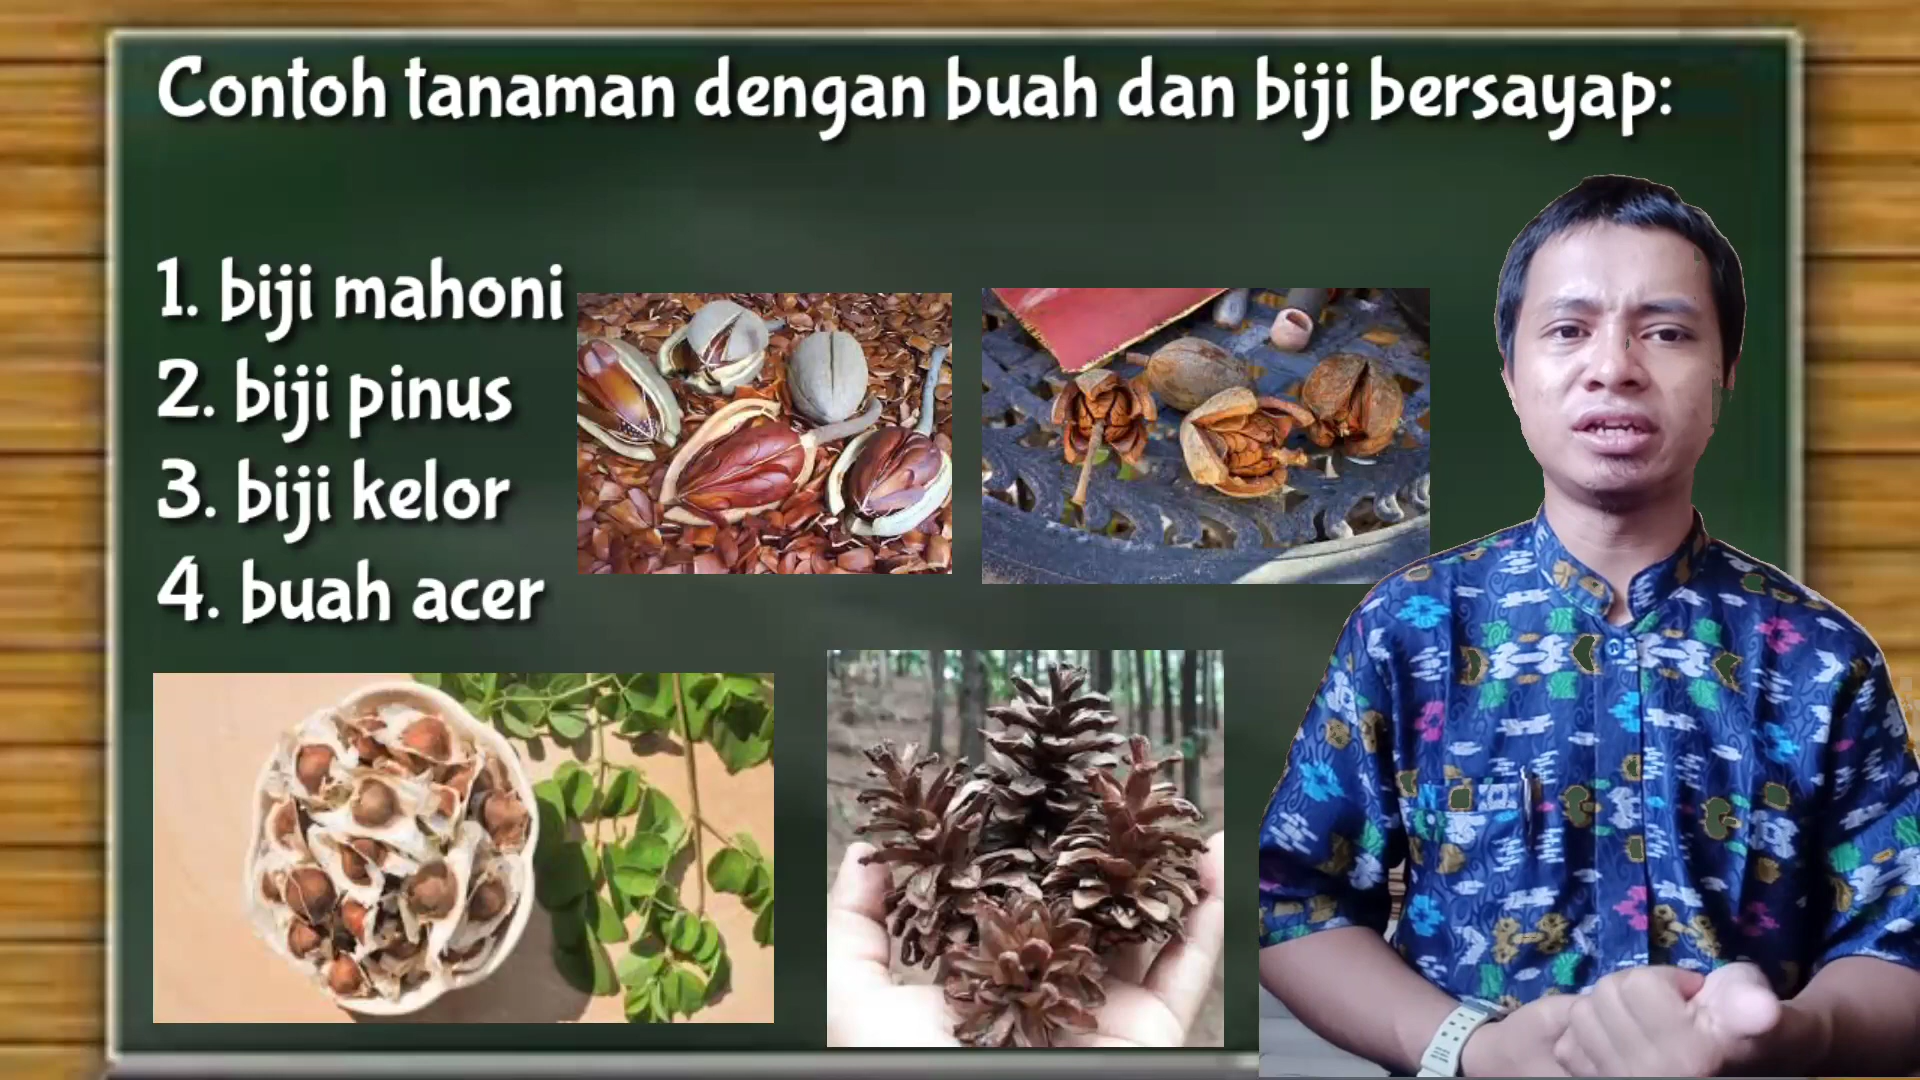 Contoh tanaman dengan buah dan biji bersayap:
1. biji mahoni
2. biji pinus
3. biji kelor
4. buah acer